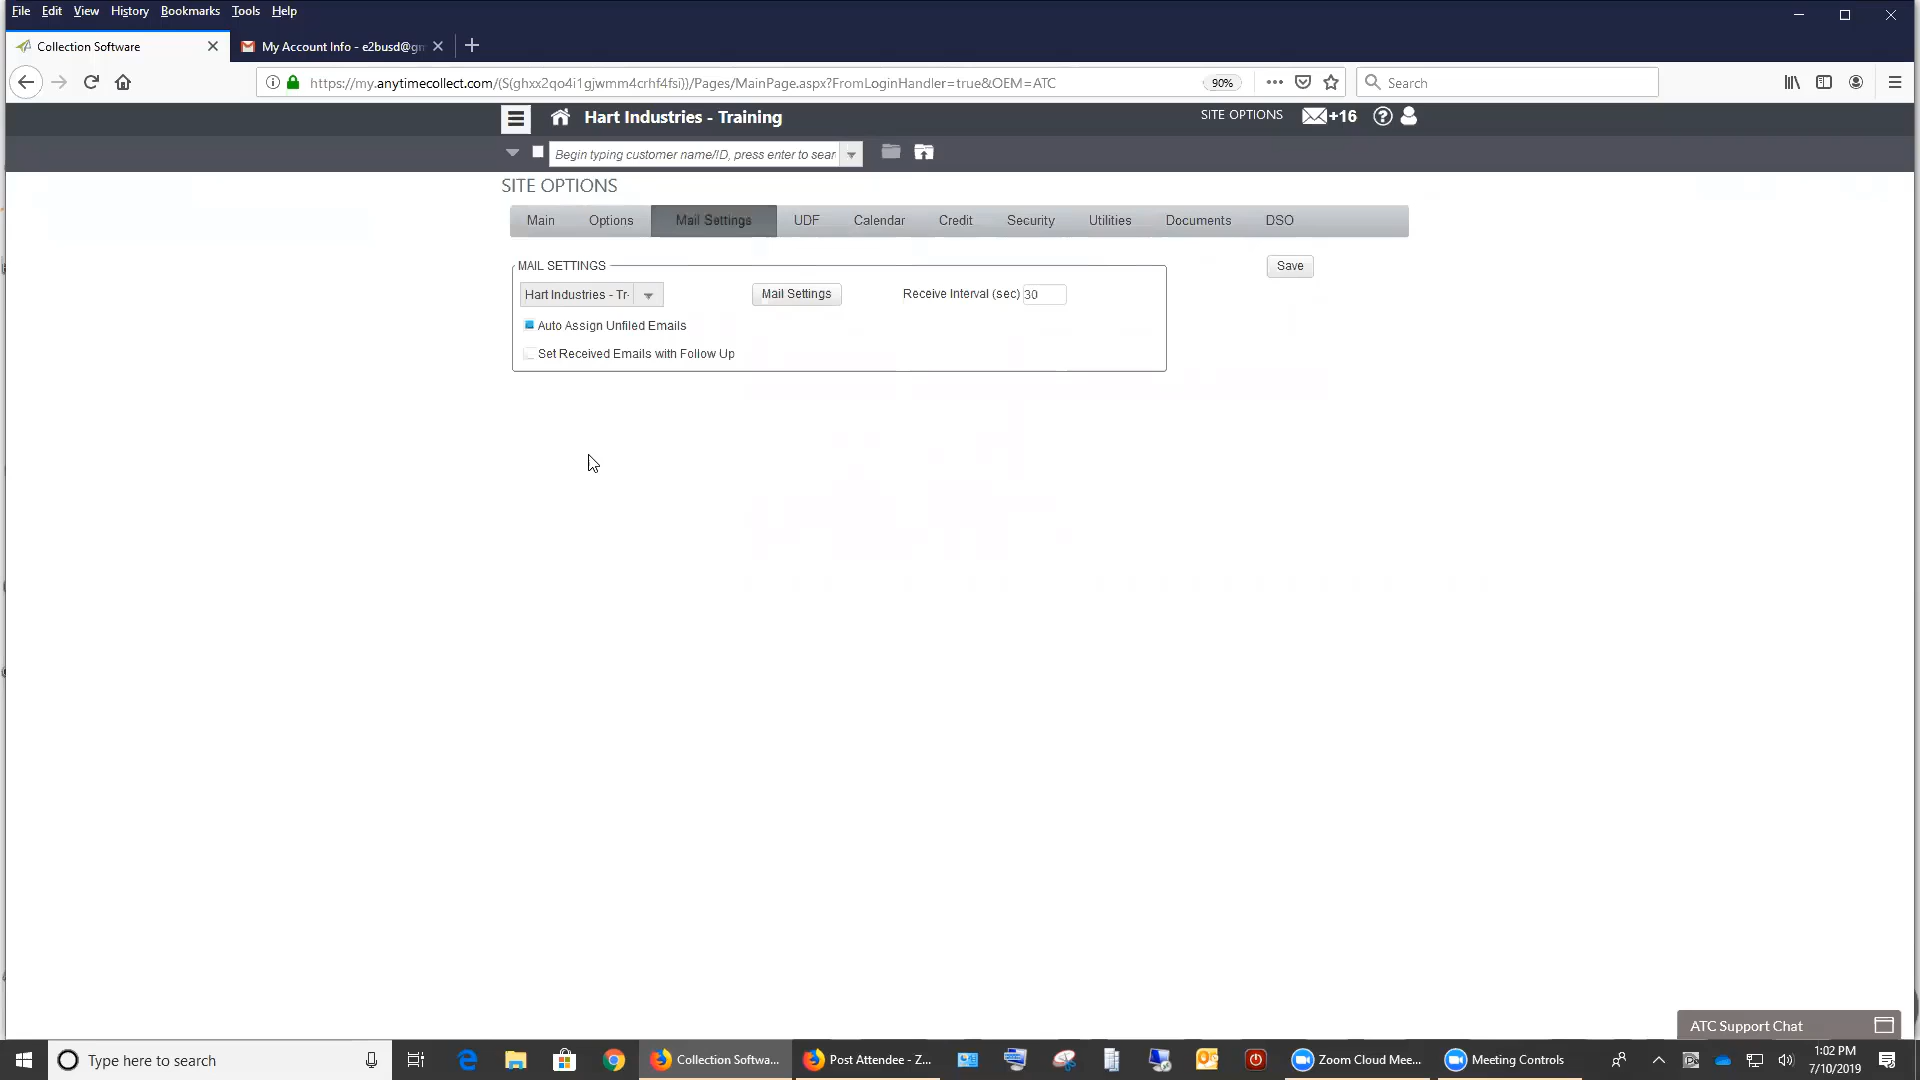 File Edit View History Bookmarks Tools Help
Collection Software
My Account Info - e2busd@gm
https://my.anytimecollect.com/(S(ghxx2qo4i1gjwmm4crhf4fsi))/Pages/MainPage.aspx?FromLoginHandler=true&OEM=ATC 90% Search
Hart Industries - Training SITE OPTIONS +16
Begin typing customer name/ID, press enter to sear
SITE OPTIONS
Main Options Mail Settings UDF Calendar Credit Security Utilities Documents DSO
MAIL SETTINGS Save
Hart Industries - Tr Mail Settings Receive Interval (sec) 30
Auto Assign Unfiled Emails
Set Received Emails with Follow Up
ATC Support Chat
Type here to search Collection Softwa... Post Attendee - Z... Zoom Cloud Mee... Meeting Controls 1:02 PM
7/10/2019